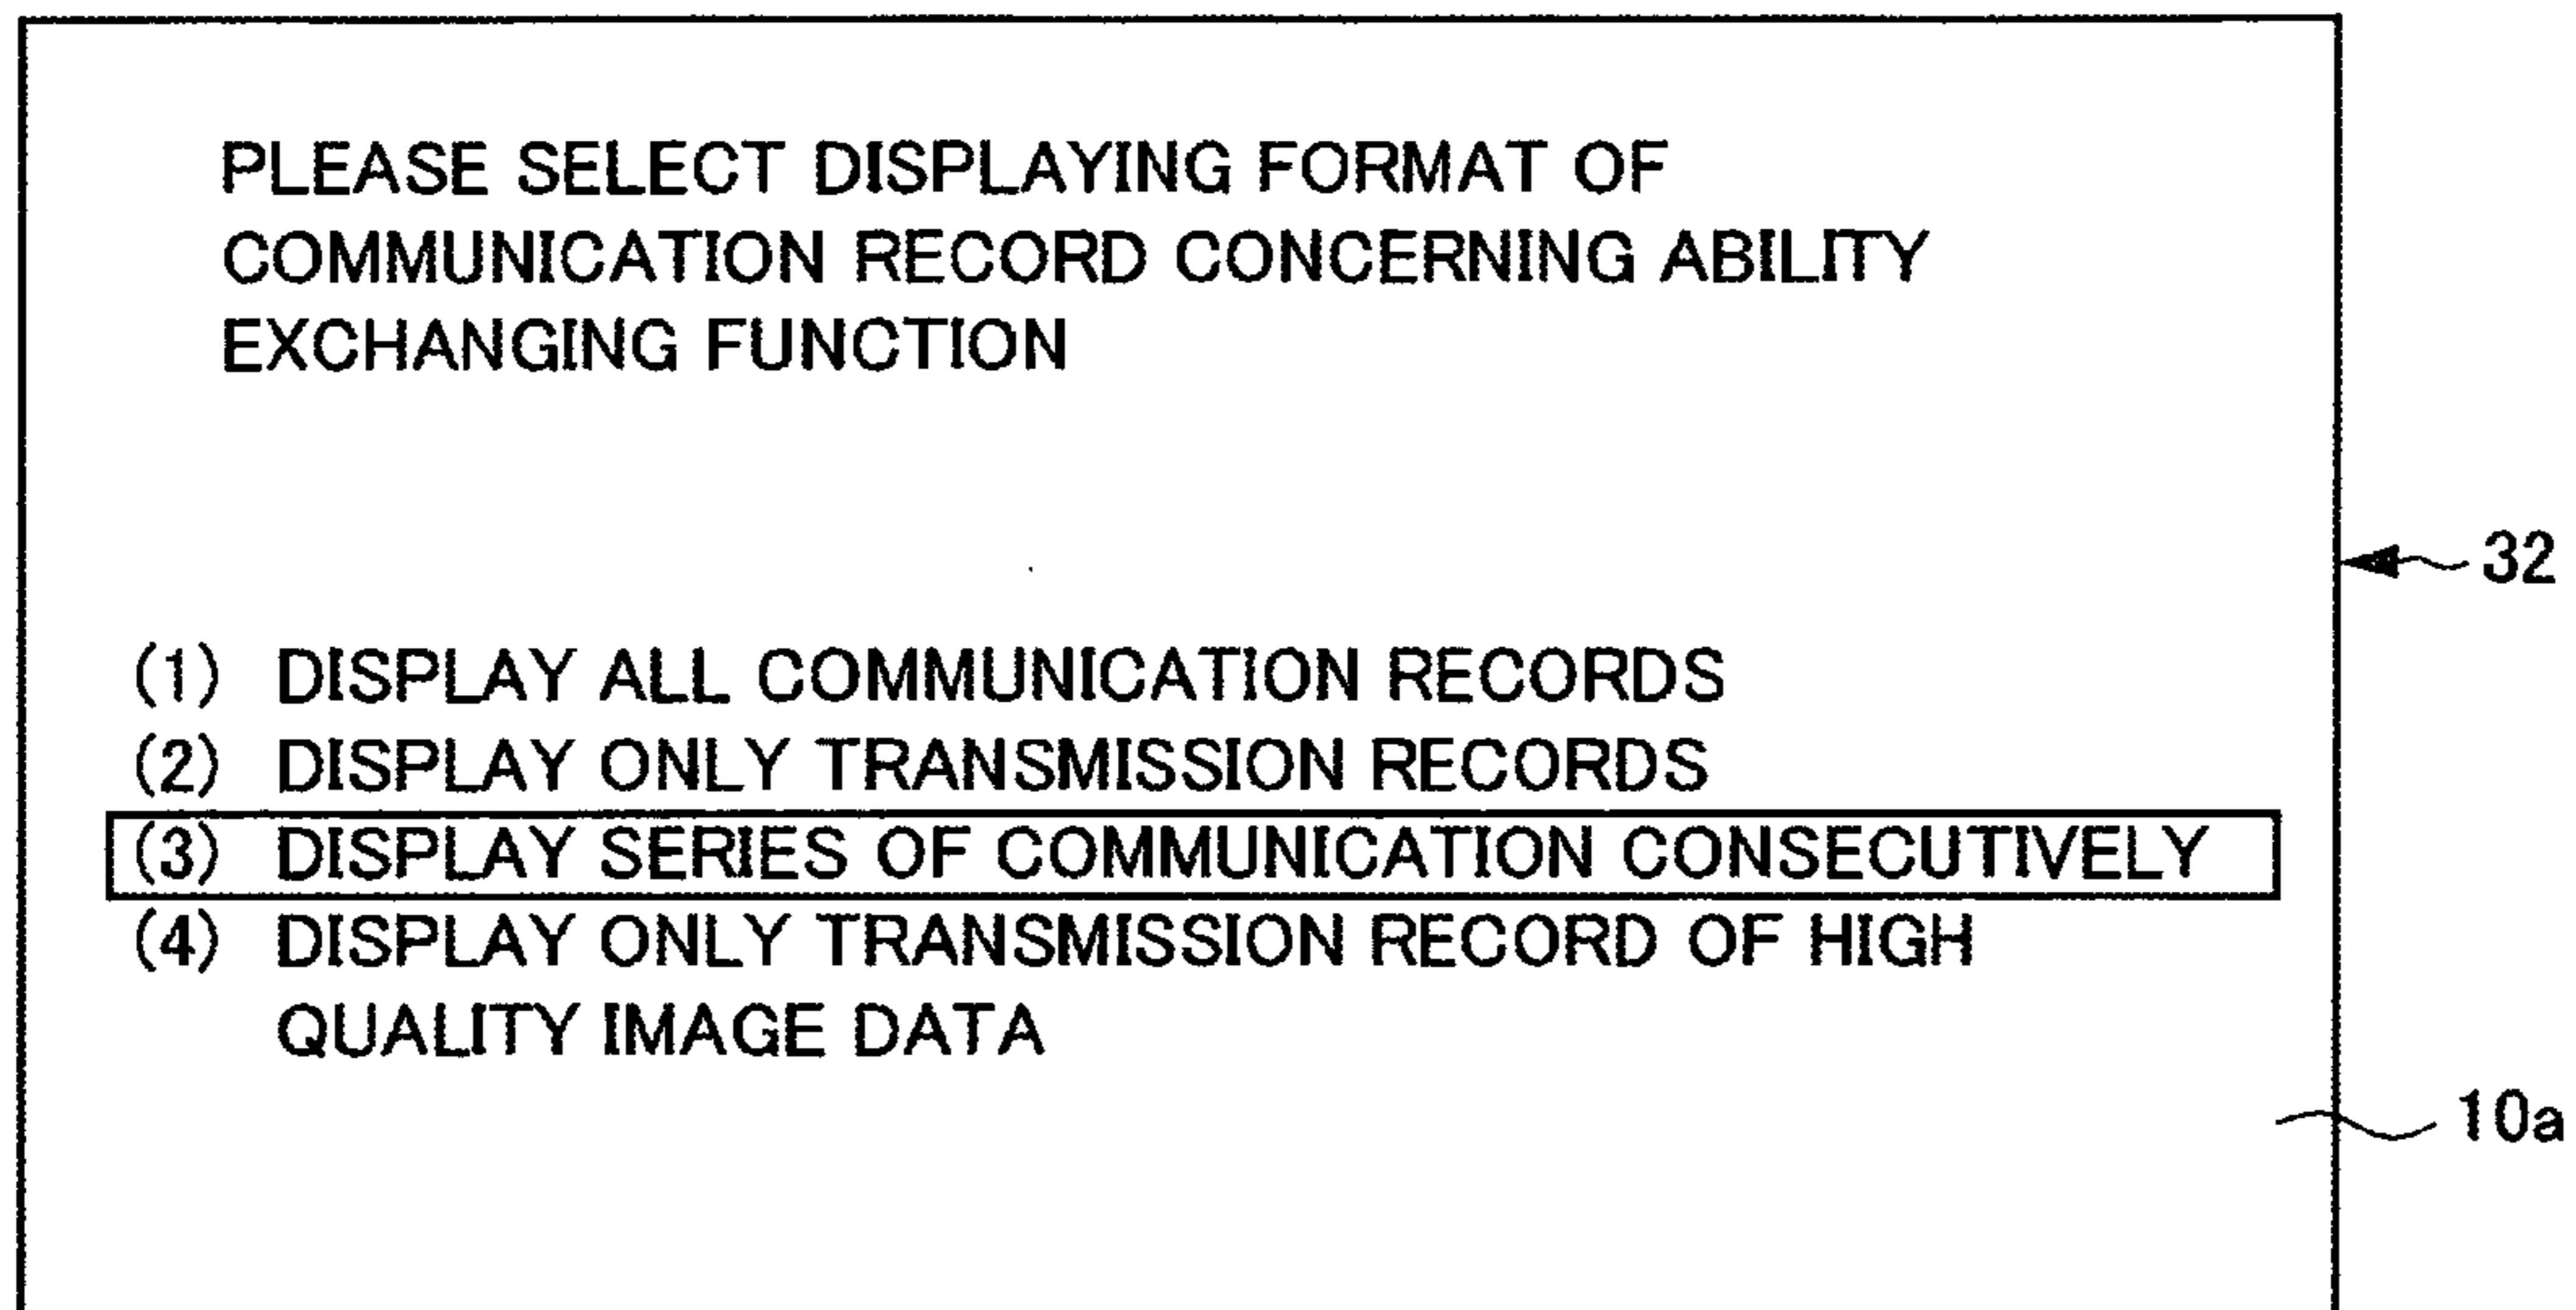 PLEASE SELECT DISPLAYING FORMAT OF
COMMUNICATION RECORD CONCERNING ABILITY
EXCHANGING FUNCTION
32
(1) DISPLAY ALL COMMUNICATION RECORDS
(2) DISPLAY ONLY TRANSMISSION RECORDS
(3) DISPLAY SERIES OF COMMUNICATION CONSECUTIVELY
(4) DISPLAY ONLY TRANSMISSION RECORD OF HIGH
QUALITY IMAGE DATA
10a